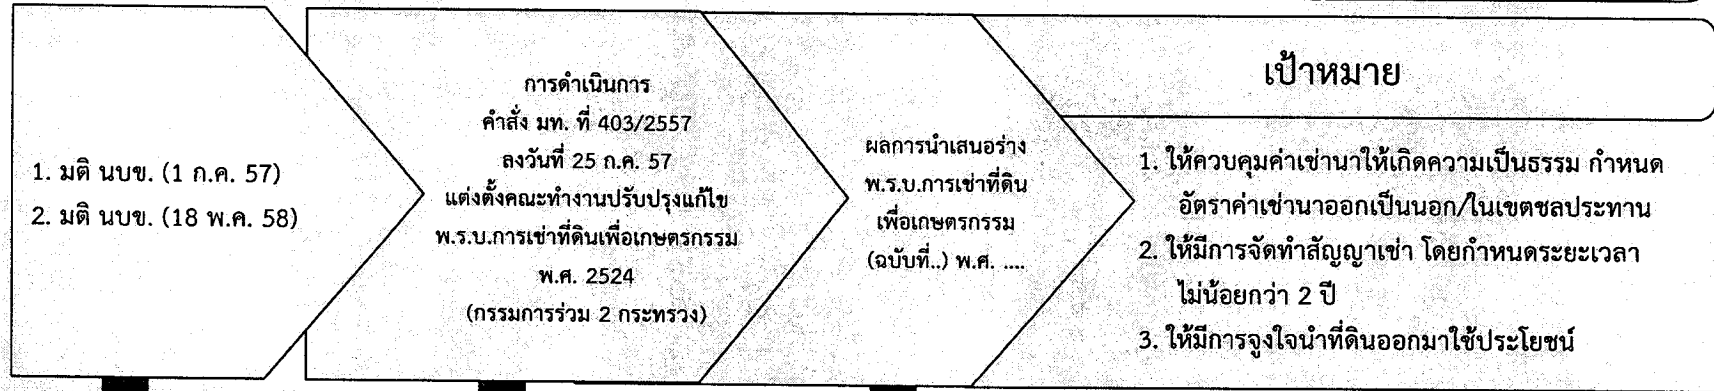 1. มติ นบข. (1 ก.ค. 57)
2. มติ นบข. (18 พ.ค. 58)
การดำเนินการ
คำสั่ง มท. ที่ 403/2557
ลงวันที่ 25 ก.ค. 57
แต่งตั้งคณะทำงานปรับปรุงแก้ไข
พ.ร.บ.การเช่าที่ดินเพื่อเกษตรกรรม
พ.ศ. 2524
(กรรมการร่วม 2 กระทรวง)
ผลการนำเสนอร่าง
พ.ร.บ.การเช่าที่ดิน
เพื่อเกษตรกรรม
(ฉบับที่..) พ.ศ. ....
เป้าหมาย
1. ให้ควบคุมค่าเช่านาให้เกิดความเป็นธรรม กำหนด
อัตราค่าเช่านาออกเป็นนอก/ในเขตชลประทาน
2. ให้มีการจัดทำสัญญาเช่า โดยกำหนดระยะเวลา
ไม่น้อยกว่า 2 ปี
3. ให้มีการจูงใจนำที่ดินออกมาใช้ประโยชน์